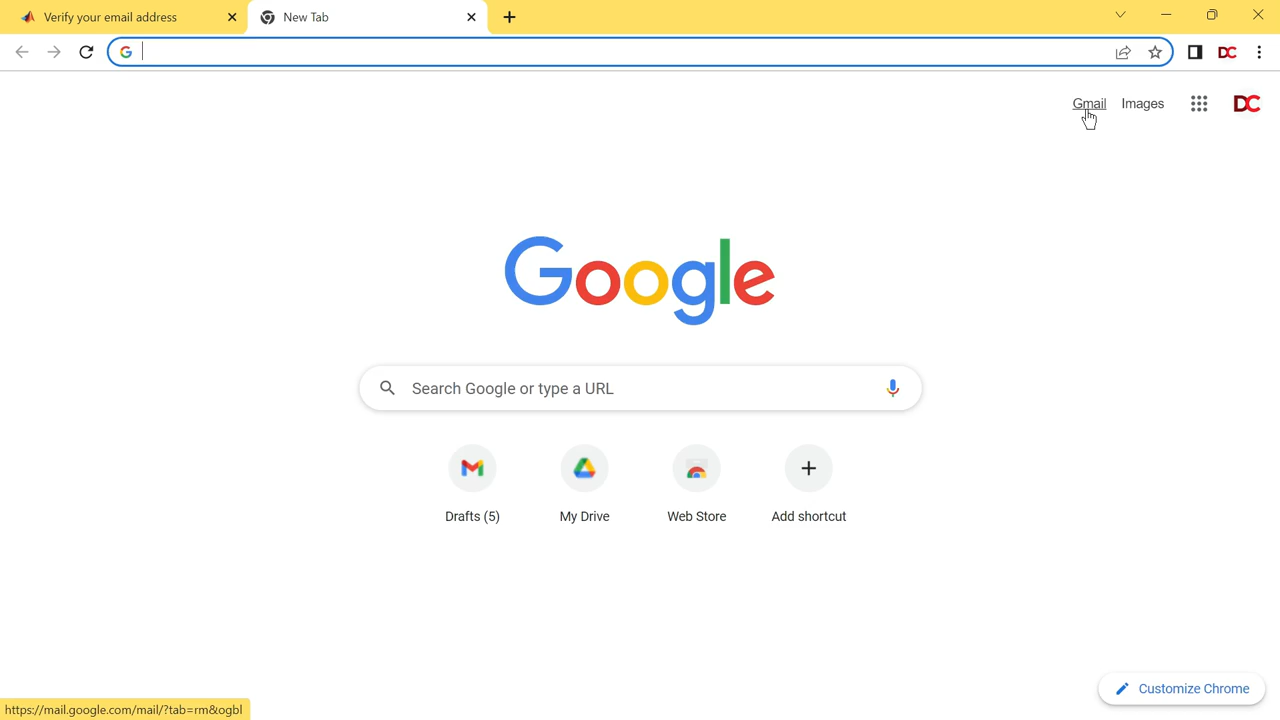 Verify your email address
New Tab
Gmail
Images
DC
Google
Search Google or type a URL
Drafts (5)
My Drive
Web Store
Add shortcut
Customize Chrome
https://mail.google.com/mail/?tab=rm&ogbl